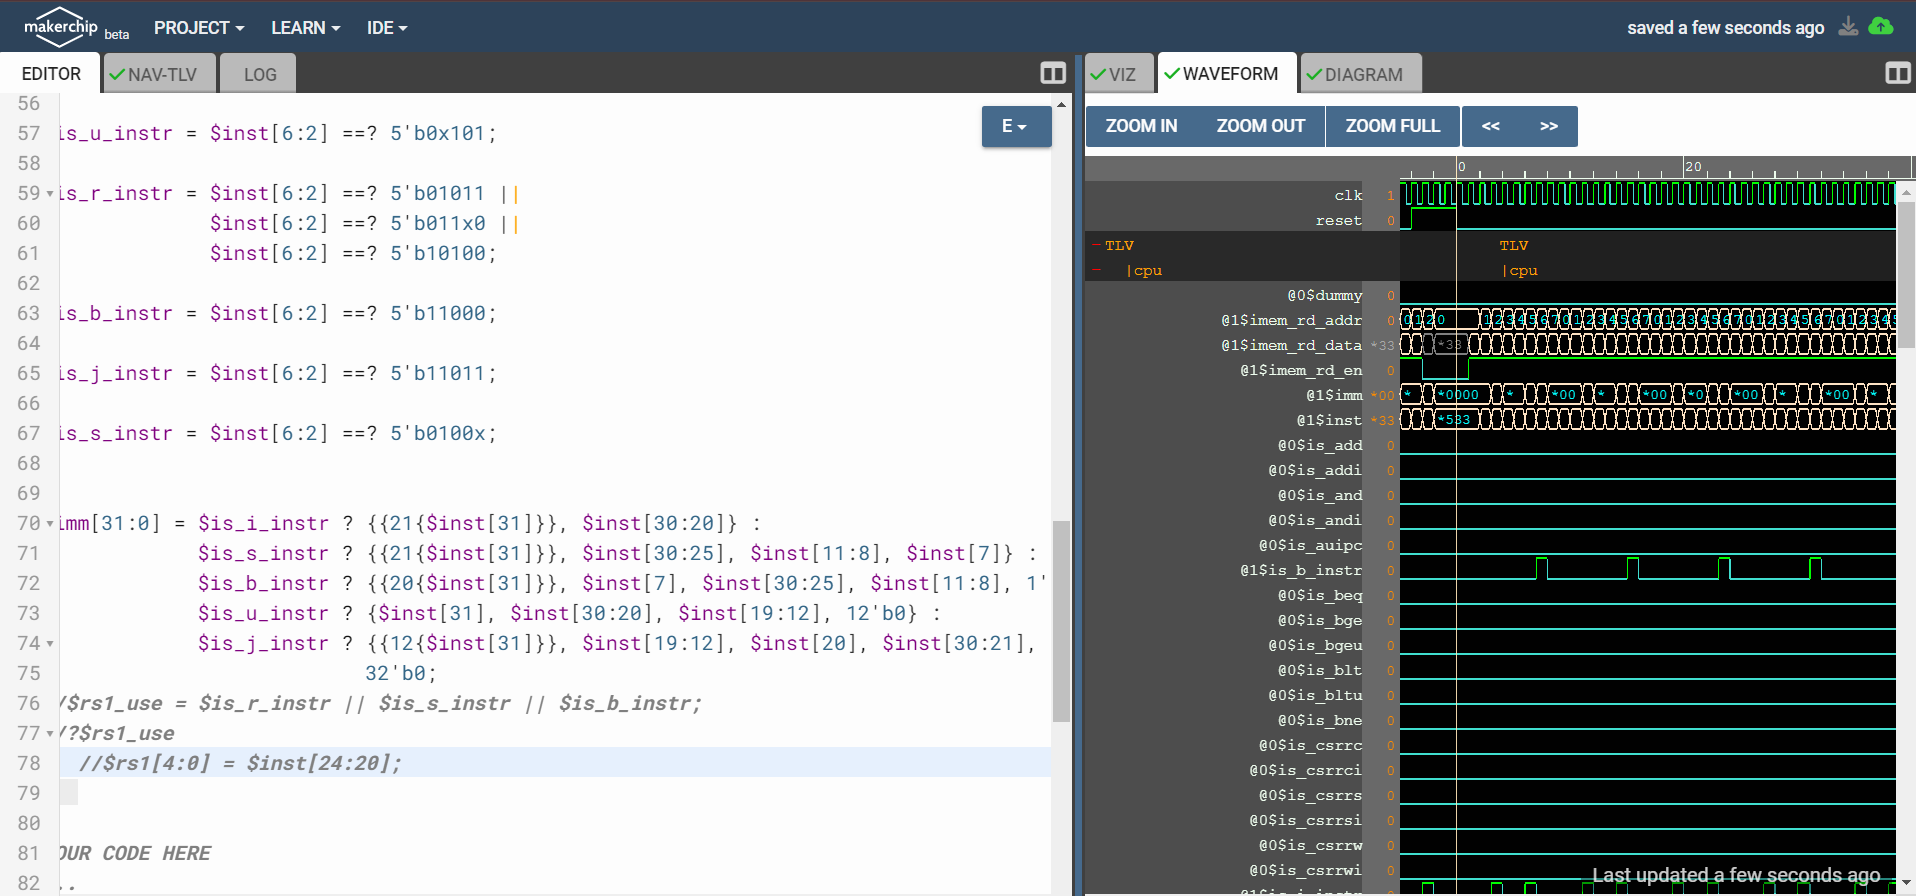 makerchip beta PROJECT LEARN IDE saved a few seconds ago
EDITOR NAV-TLV LOG
VIZ WAVEFORM DIAGRAM
E
ZOOM IN ZOOM OUT ZOOM FULL << >>
56
57 is_u_instr = $inst[6:2] ==? 5'b0x101;
58
59 is_r_instr = $inst[6:2] ==? 5'b01011 ||
60 $inst[6:2] ==? 5'b011x0 ||
61 $inst[6:2] ==? 5'b10100;
62
63 is_b_instr = $inst[6:2] ==? 5'b11000;
64
65 is_j_instr = $inst[6:2] ==? 5'b11011;
66
67 is_s_instr = $inst[6:2] ==? 5'b0100x;
68
69
70 imm[31:0] = $is_i_instr ? {{21{$inst[31]}}, $inst[30:20]} :
71 $is_s_instr ? {{21{$inst[31]}}, $inst[30:25], $inst[11:8], $inst[7]} :
72 $is_b_instr ? {{20{$inst[31]}}, $inst[7], $inst[30:25], $inst[11:8], 1'
73 $is_u_instr ? {$inst[31], $inst[30:20], $inst[19:12], 12'b0} :
74 $is_j_instr ? {{12{$inst[31]}}, $inst[19:12], $inst[20], $inst[30:21],
75 32'b0;
76 /$rs1_use = $is_r_instr || $is_s_instr || $is_b_instr;
77 /?$rs1_use
78 //$rs1[4:0] = $inst[24:20];
79
80
81 OUR CODE HERE
82 ..
0 20
clk 1
reset 0
TLV TLV
|cpu |cpu
@0$dummy 0
@1$imem_rd_addr 0
@1$imem_rd_data *33 *33
@1$imem_rd_en 0
@1$imm *00 * *0000 * *00 * *00 *0 *00 * *00 *
@1$inst *33 *533
@0$is_add 0
@0$is_addi 0
@0$is_and 0
@0$is_andi 0
@0$is_auipc 0
@1$is_b_instr 0
@0$is_beq 0
@0$is_bge 0
@0$is_bgeu 0
@0$is_blt 0
@0$is_bltu 0
@0$is_bne 0
@0$is_csrrc 0
@0$is_csrrci 0
@0$is_csrrs 0
@0$is_csrrsi 0
@0$is_csrrw 0
@0$is_csrrwi 0
Last updated a few seconds ago